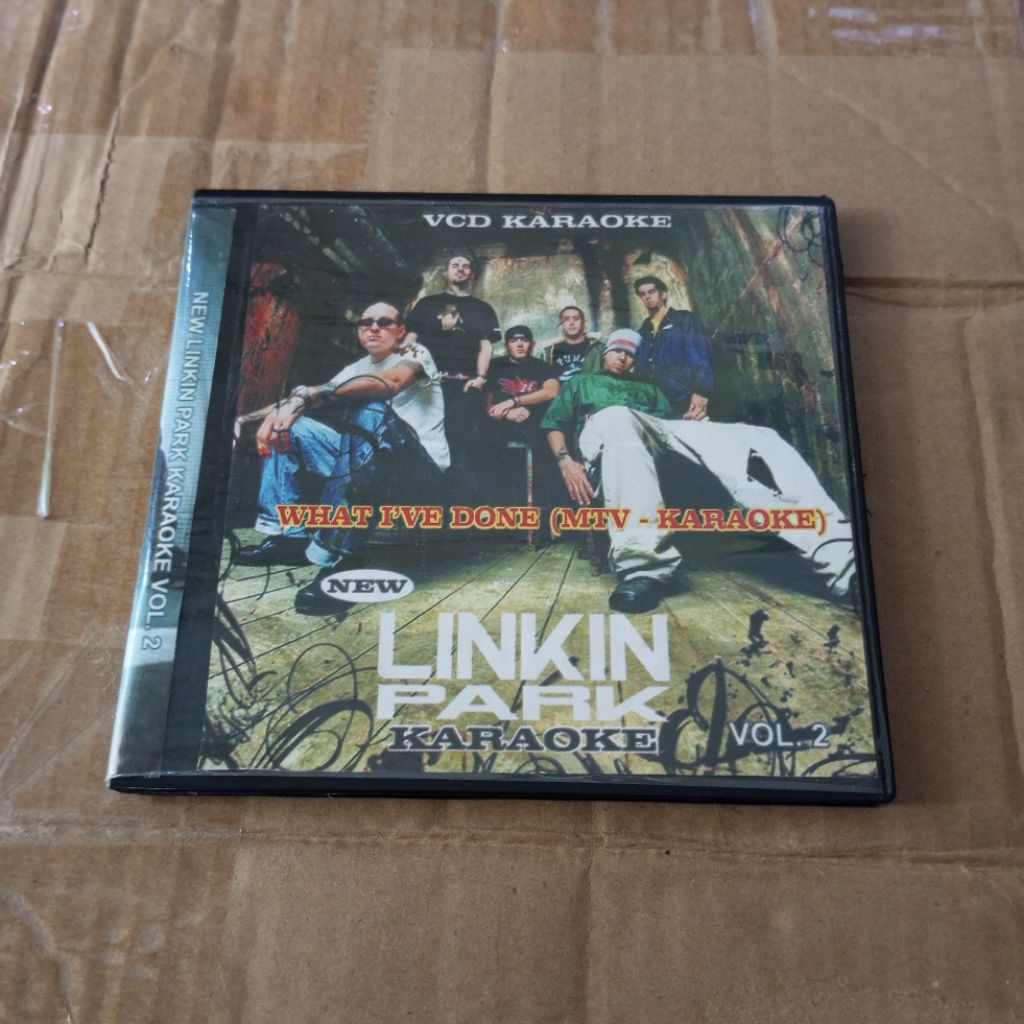 VCD KARAOKE
NEW LINKIN PARK KARAOKE VOL. 2
PUMA
WHAT I'VE DONE (MTV - KARAOKE)
NEW
LINKIN
PARK
KARAOKE
VOL. 2